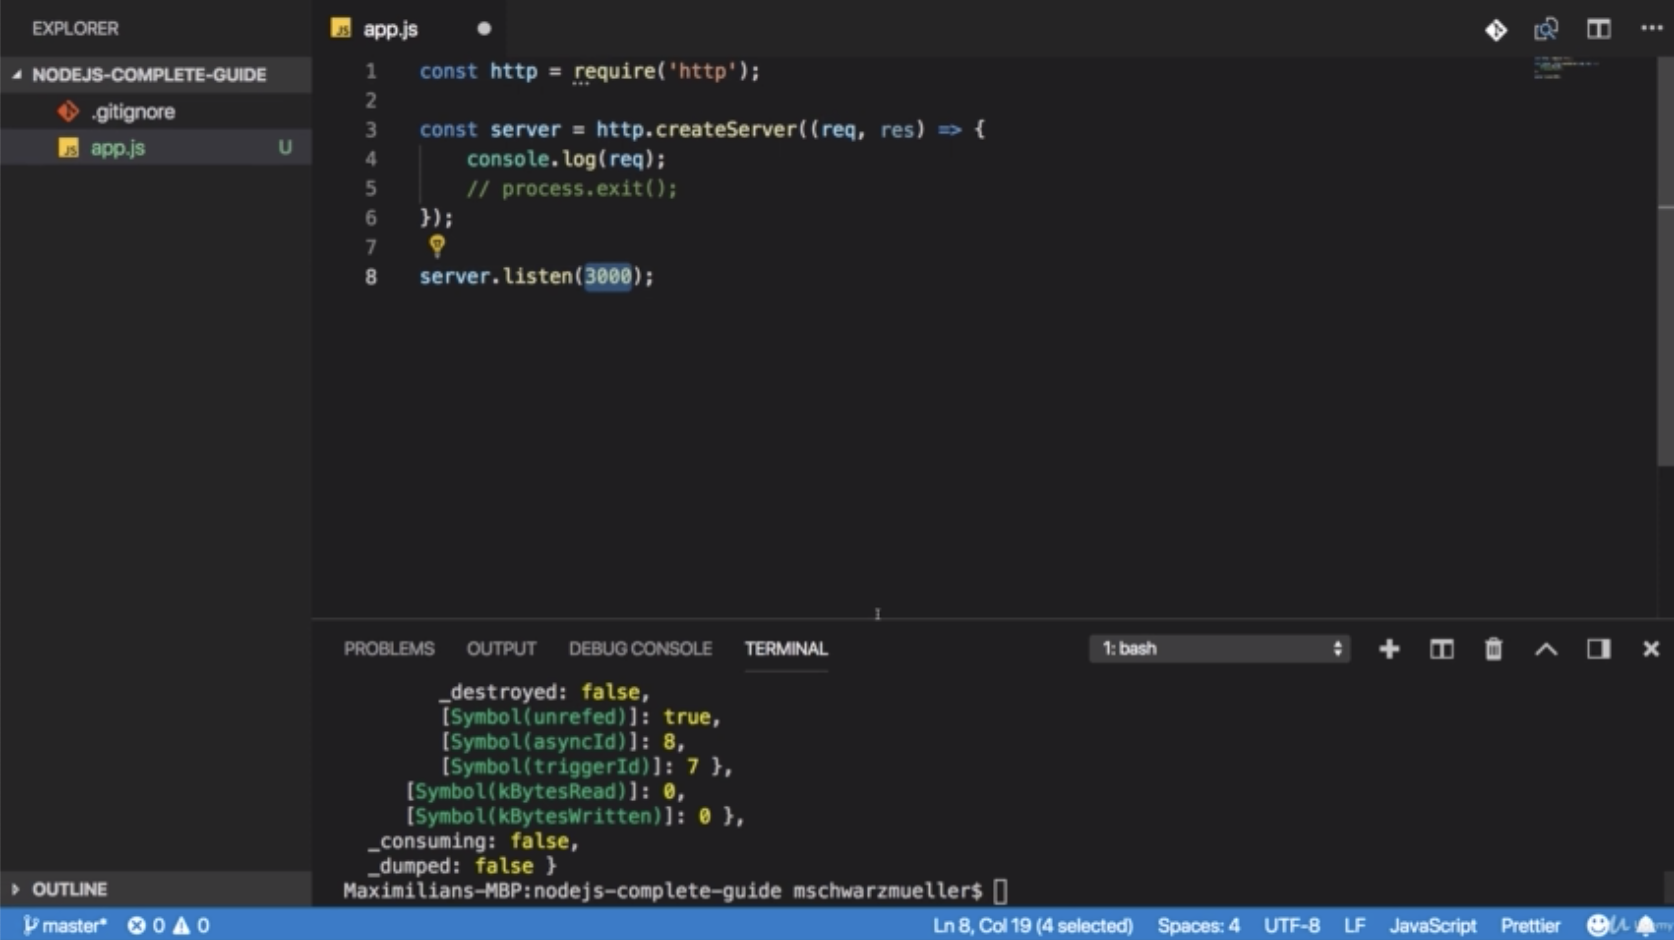 EXPLORER
app.js
NODEJS-COMPLETE-GUIDE
.gitignore
app.js U
1 const http = require('http');
2
3 const server = http.createServer((req, res) => {
4 console.log(req);
5 // process.exit();
6 });
7
8 server.listen(3000);
PROBLEMS OUTPUT DEBUG CONSOLE TERMINAL 1: bash
_destroyed: false,
[Symbol(unrefed)]: true,
[Symbol(asyncId)]: 8,
[Symbol(triggerId)]: 7 },
[Symbol(kBytesRead)]: 0,
[Symbol(kBytesWritten)]: 0 },
_consuming: false,
_dumped: false }
Maximilians-MBP:nodejs-complete-guide mschwarzmueller$
OUTLINE
master* 0 0 Ln 8, Col 19 (4 selected) Spaces: 4 UTF-8 LF JavaScript Prettier